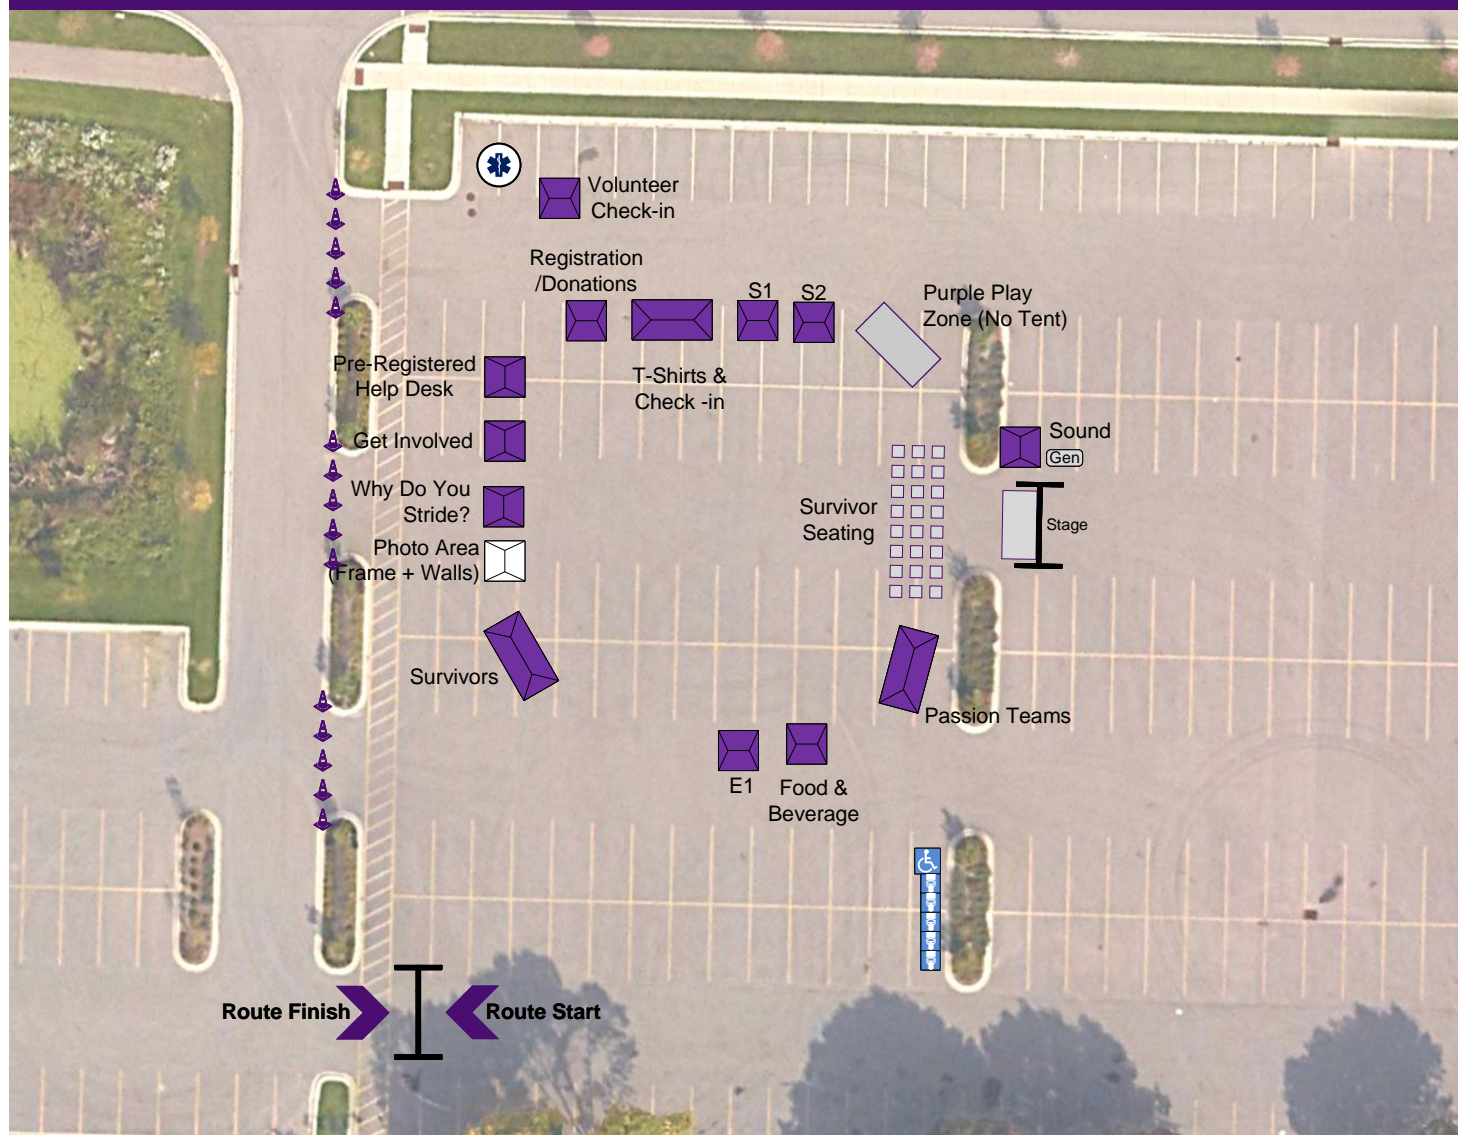 Volunteer
Check-in
Registration
/Donations
S1
S2
Purple Play
Zone (No Tent)
Pre-Registered
Help Desk
T-Shirts &
Check -in
Get Involved
Sound
Gen
Why Do You
Stride?
Survivor
Seating
Stage
Photo Area
(Frame + Walls)
Survivors
Passion Teams
E1
Food &
Beverage
Route Finish
Route Start